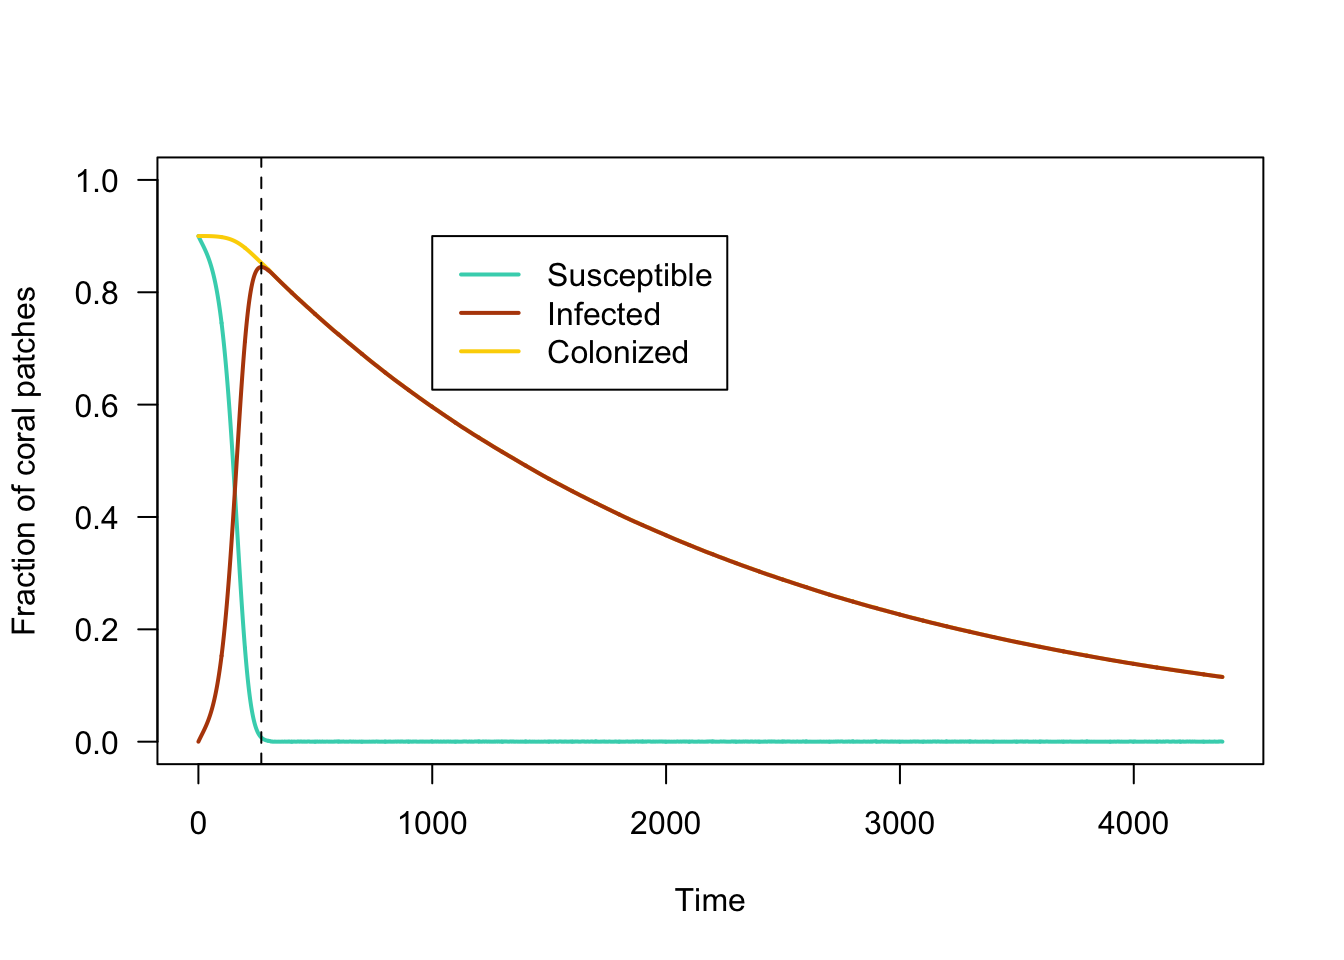 1.0
0.8
0.6
0.4
0.2
0.0
Fraction of coral patches
Susceptible
Infected
Colonized
0 1000 2000 3000 4000
Time